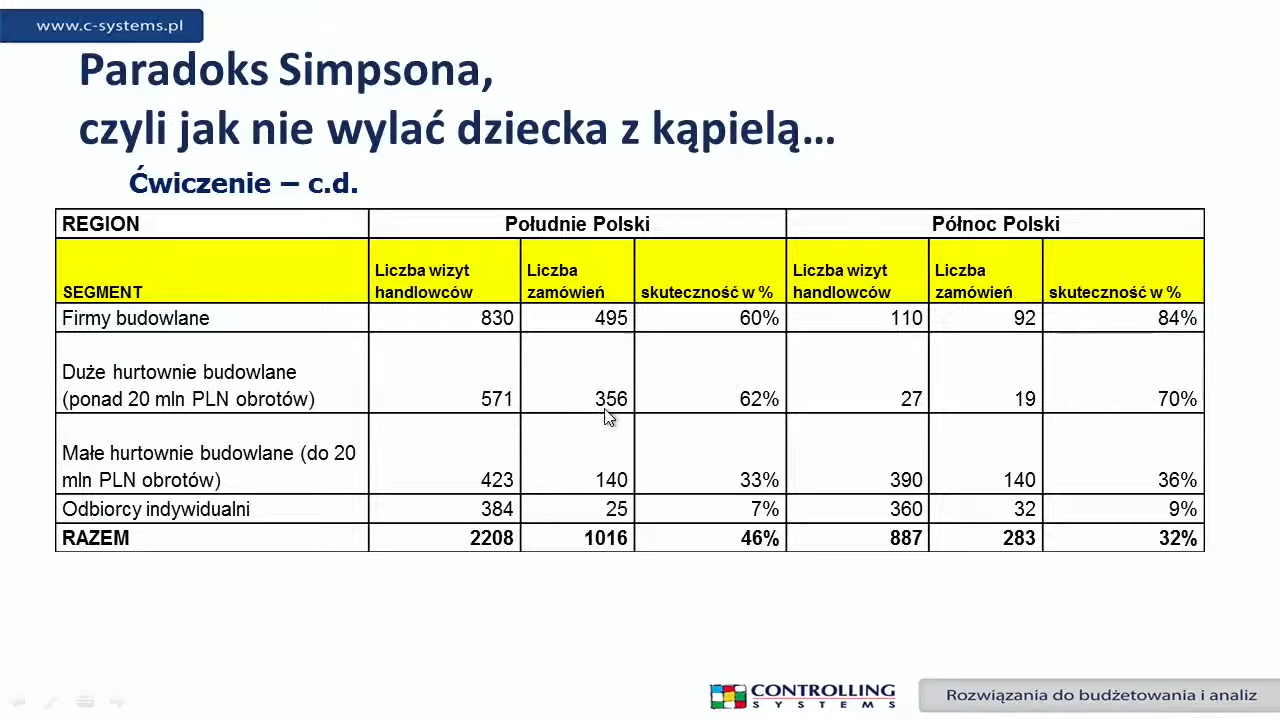 www.c-systems.pl
Paradoks Simpsona,
czyli jak nie wylać dziecka z kąpielą...
Ćwiczenie – c.d.
REGION Południe Polski Północ Polski
SEGMENT Liczba wizyt handlowców Liczba zamówień skuteczność w % Liczba wizyt handlowców Liczba zamówień skuteczność w %
Firmy budowlane 830 495 60% 110 92 84%
Duże hurtownie budowlane
(ponad 20 mln PLN obrotów) 571 356 62% 27 19 70%
Małe hurtownie budowlane (do 20
mln PLN obrotów) 423 140 33% 390 140 36%
Odbiorcy indywidualni 384 25 7% 360 32 9%
RAZEM 2208 1016 46% 887 283 32%
CONTROLLING
SYSTEMS
Rozwiązania do budżetowania i analiz